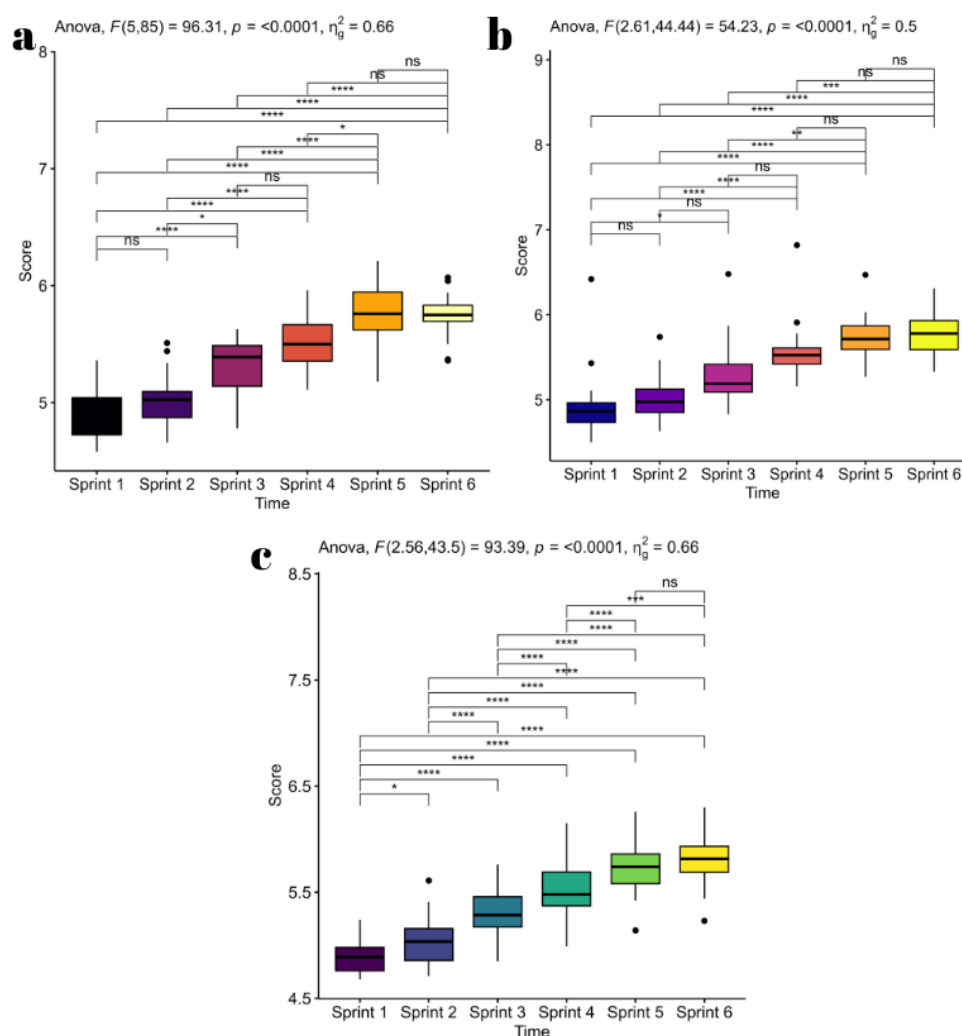 a
Anova, F(5,85) = 96.31, p = <0.0001, η²g = 0.66
8
7
6
5
Score
ns
ns
****
****
****
*
****
****
****
ns
****
****
*
****
ns
Sprint 1 Sprint 2 Sprint 3 Sprint 4 Sprint 5 Sprint 6
Time
b
Anova, F(2.61,44.44) = 54.23, p = <0.0001, η²g = 0.5
9
8
7
6
5
Score
ns
ns
***
****
****
ns
**
****
****
ns
****
****
ns
*
ns
Sprint 1 Sprint 2 Sprint 3 Sprint 4 Sprint 5 Sprint 6
Time
c
Anova, F(2.56,43.5) = 93.39, p = <0.0001, η²g = 0.66
8.5
7.5
6.5
5.5
4.5
Score
ns
***
****
****
****
****
****
****
****
****
****
****
****
****
*
Sprint 1 Sprint 2 Sprint 3 Sprint 4 Sprint 5 Sprint 6
Time